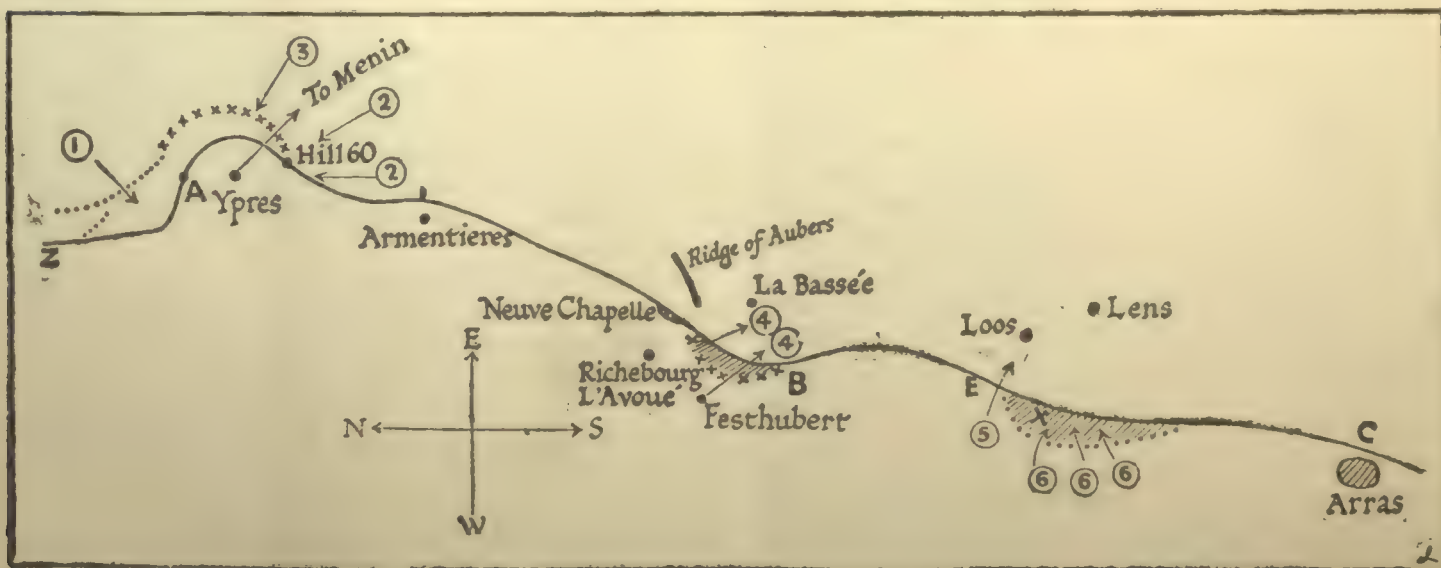 ③
To Menin
②
①
Hill 60
②
A
Ypres
Z
Armentieres
Ridge of Aubers
La Bassée
Neuve Chapelle
④
④
Loos
Lens
E
Richebourg
L'Avoué
B
E
Festhubert
N
S
X
⑤
C
⑥
⑥
⑥
Arras
W